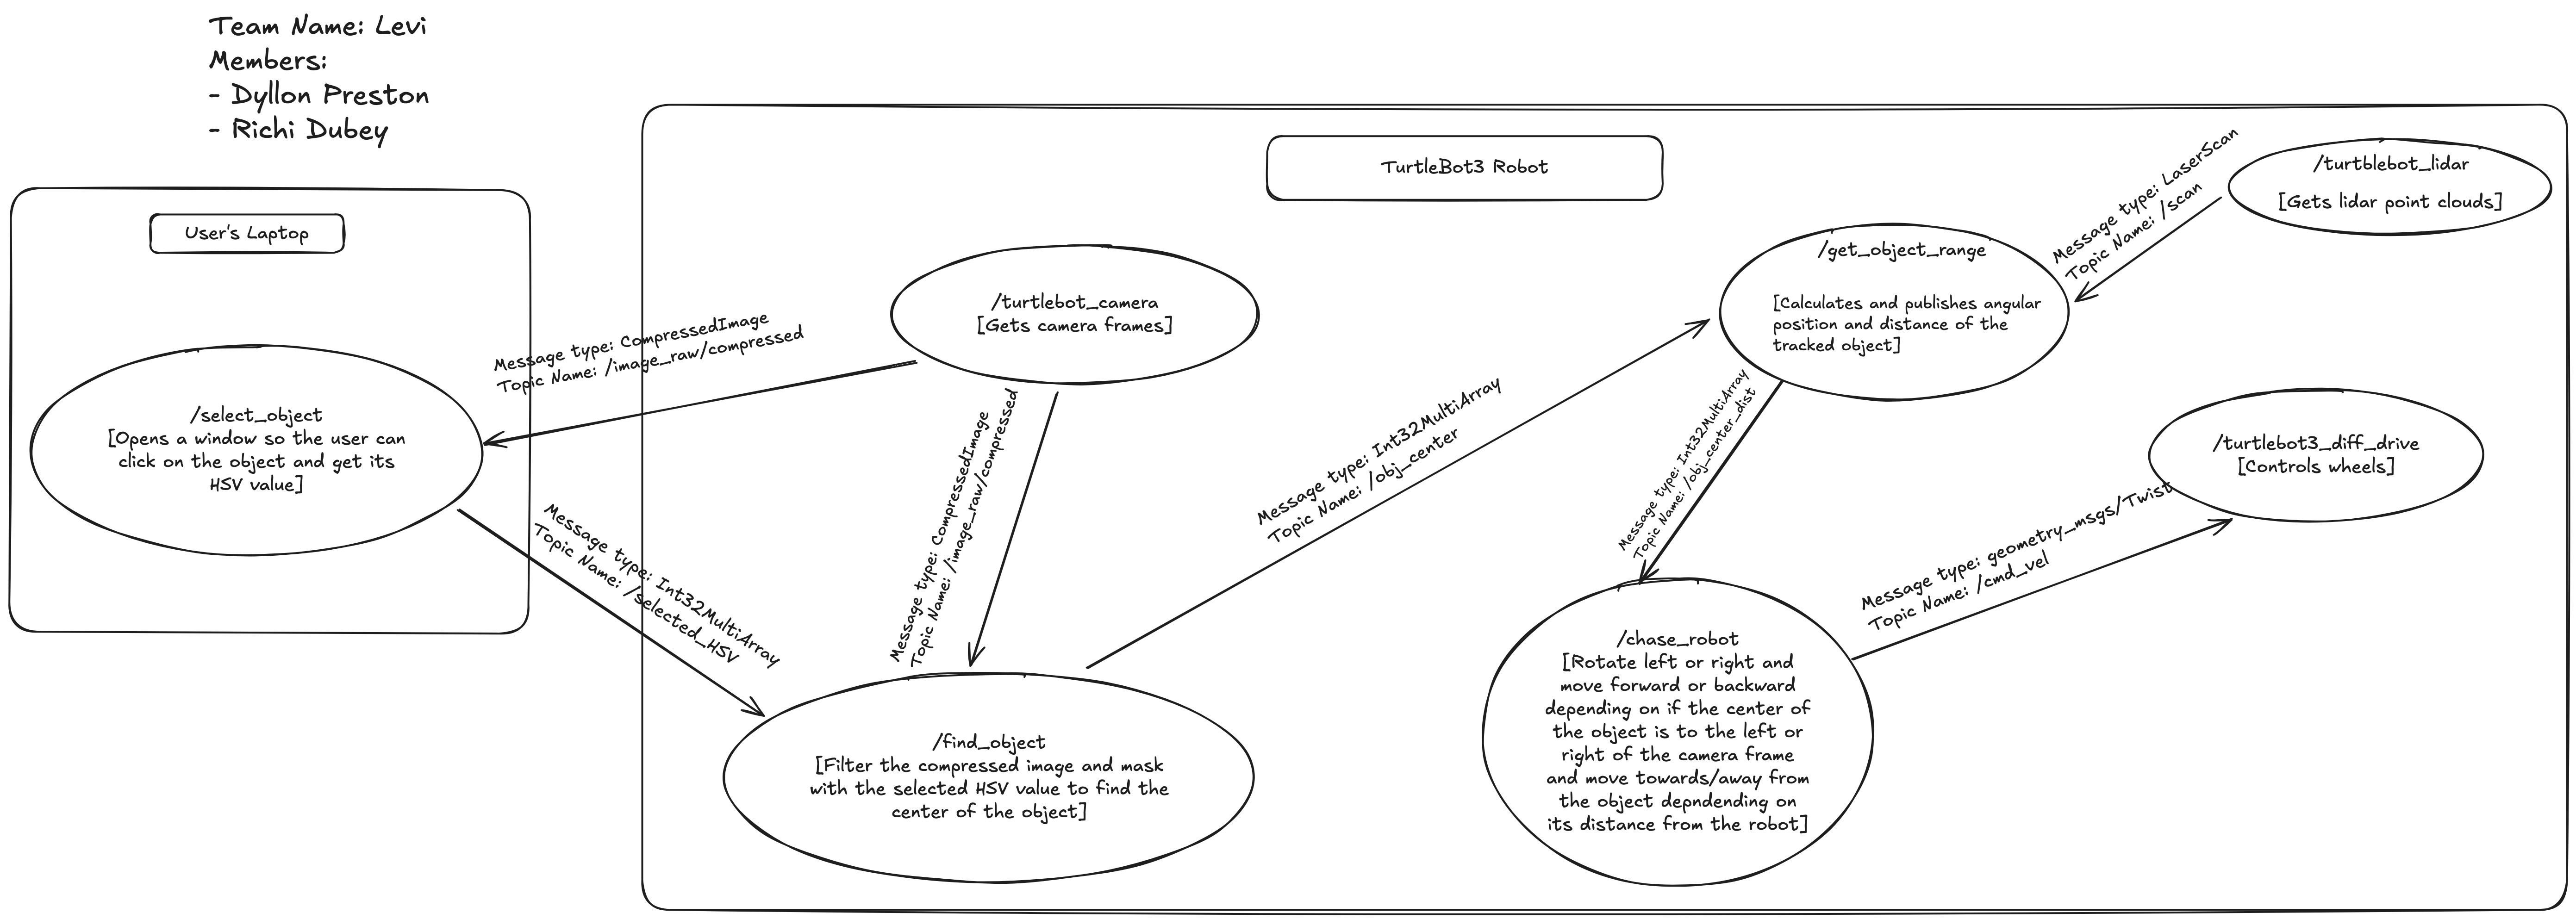 Team Name: Levi
Members:
- Dyllon Preston
- Richi Dubey
User's Laptop
/select_object
[Opens a window so the user can
click on the object and get its
HSV value]
Message type: CompressedImage
Topic Name: /image_raw/compressed
Message type: Int32MultiArray
Topic Name: /selected_HSV
TurtleBot3 Robot
/turtlebot_camera
[Gets camera frames]
Message type: CompressedImage
Topic Name: /image_raw/compressed
/find_object
[Filter the compressed image and mask
with the selected HSV value to find the
center of the object]
Message type: Int32MultiArray
Topic Name: /obj_center
/get_object_range
[Calculates and publishes angular
position and distance of the
tracked object]
Message type: LaserScan
Topic Name: /scan
/turtblebot_lidar
[Gets lidar point clouds]
Message type: Int32MultiArray
Topic Name: /obj_center_dist
/chase_robot
[Rotate left or right and
move forward or backward
depending on if the center of
the object is to the left or
right of the camera frame
and move towards/away from
the object depndending on
its distance from the robot]
Message type: geometry_msgs/Twist
Topic Name: /cmd_vel
/turtlebot3_diff_drive
[Controls wheels]